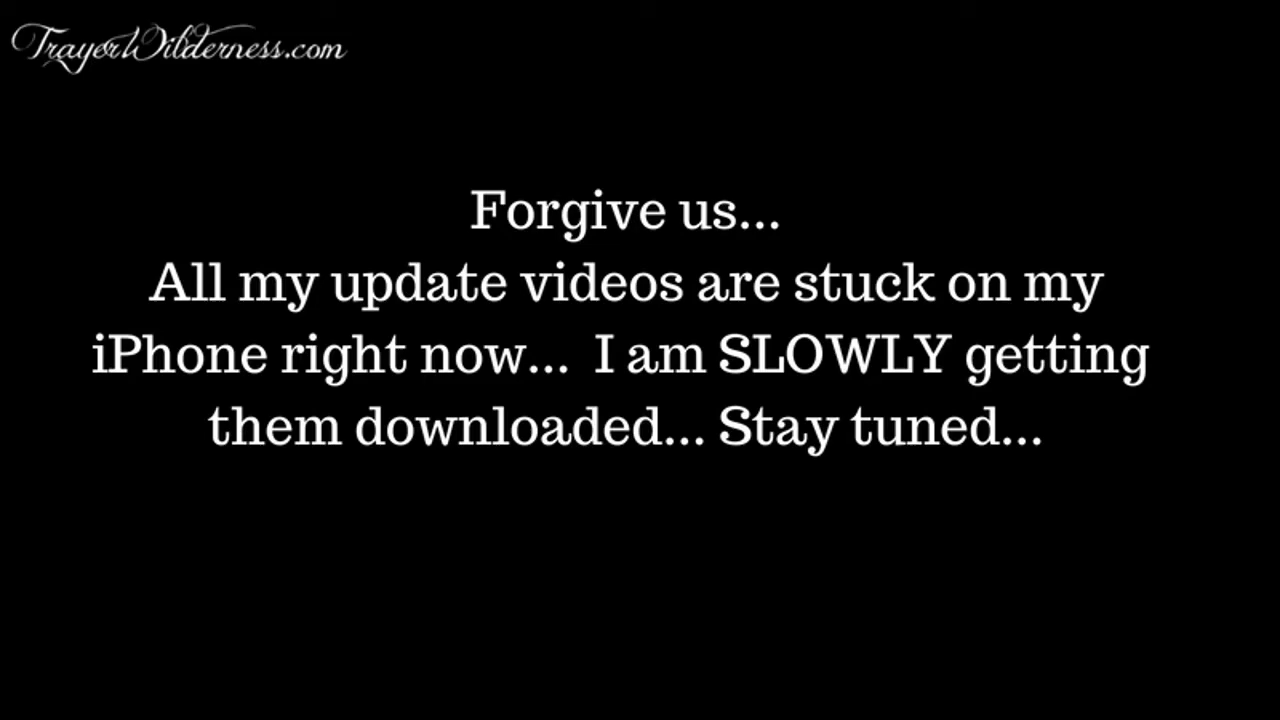 TrayerWilderness.com
Forgive us...
All my update videos are stuck on my
iPhone right now...  I am SLOWLY getting
them downloaded... Stay tuned...